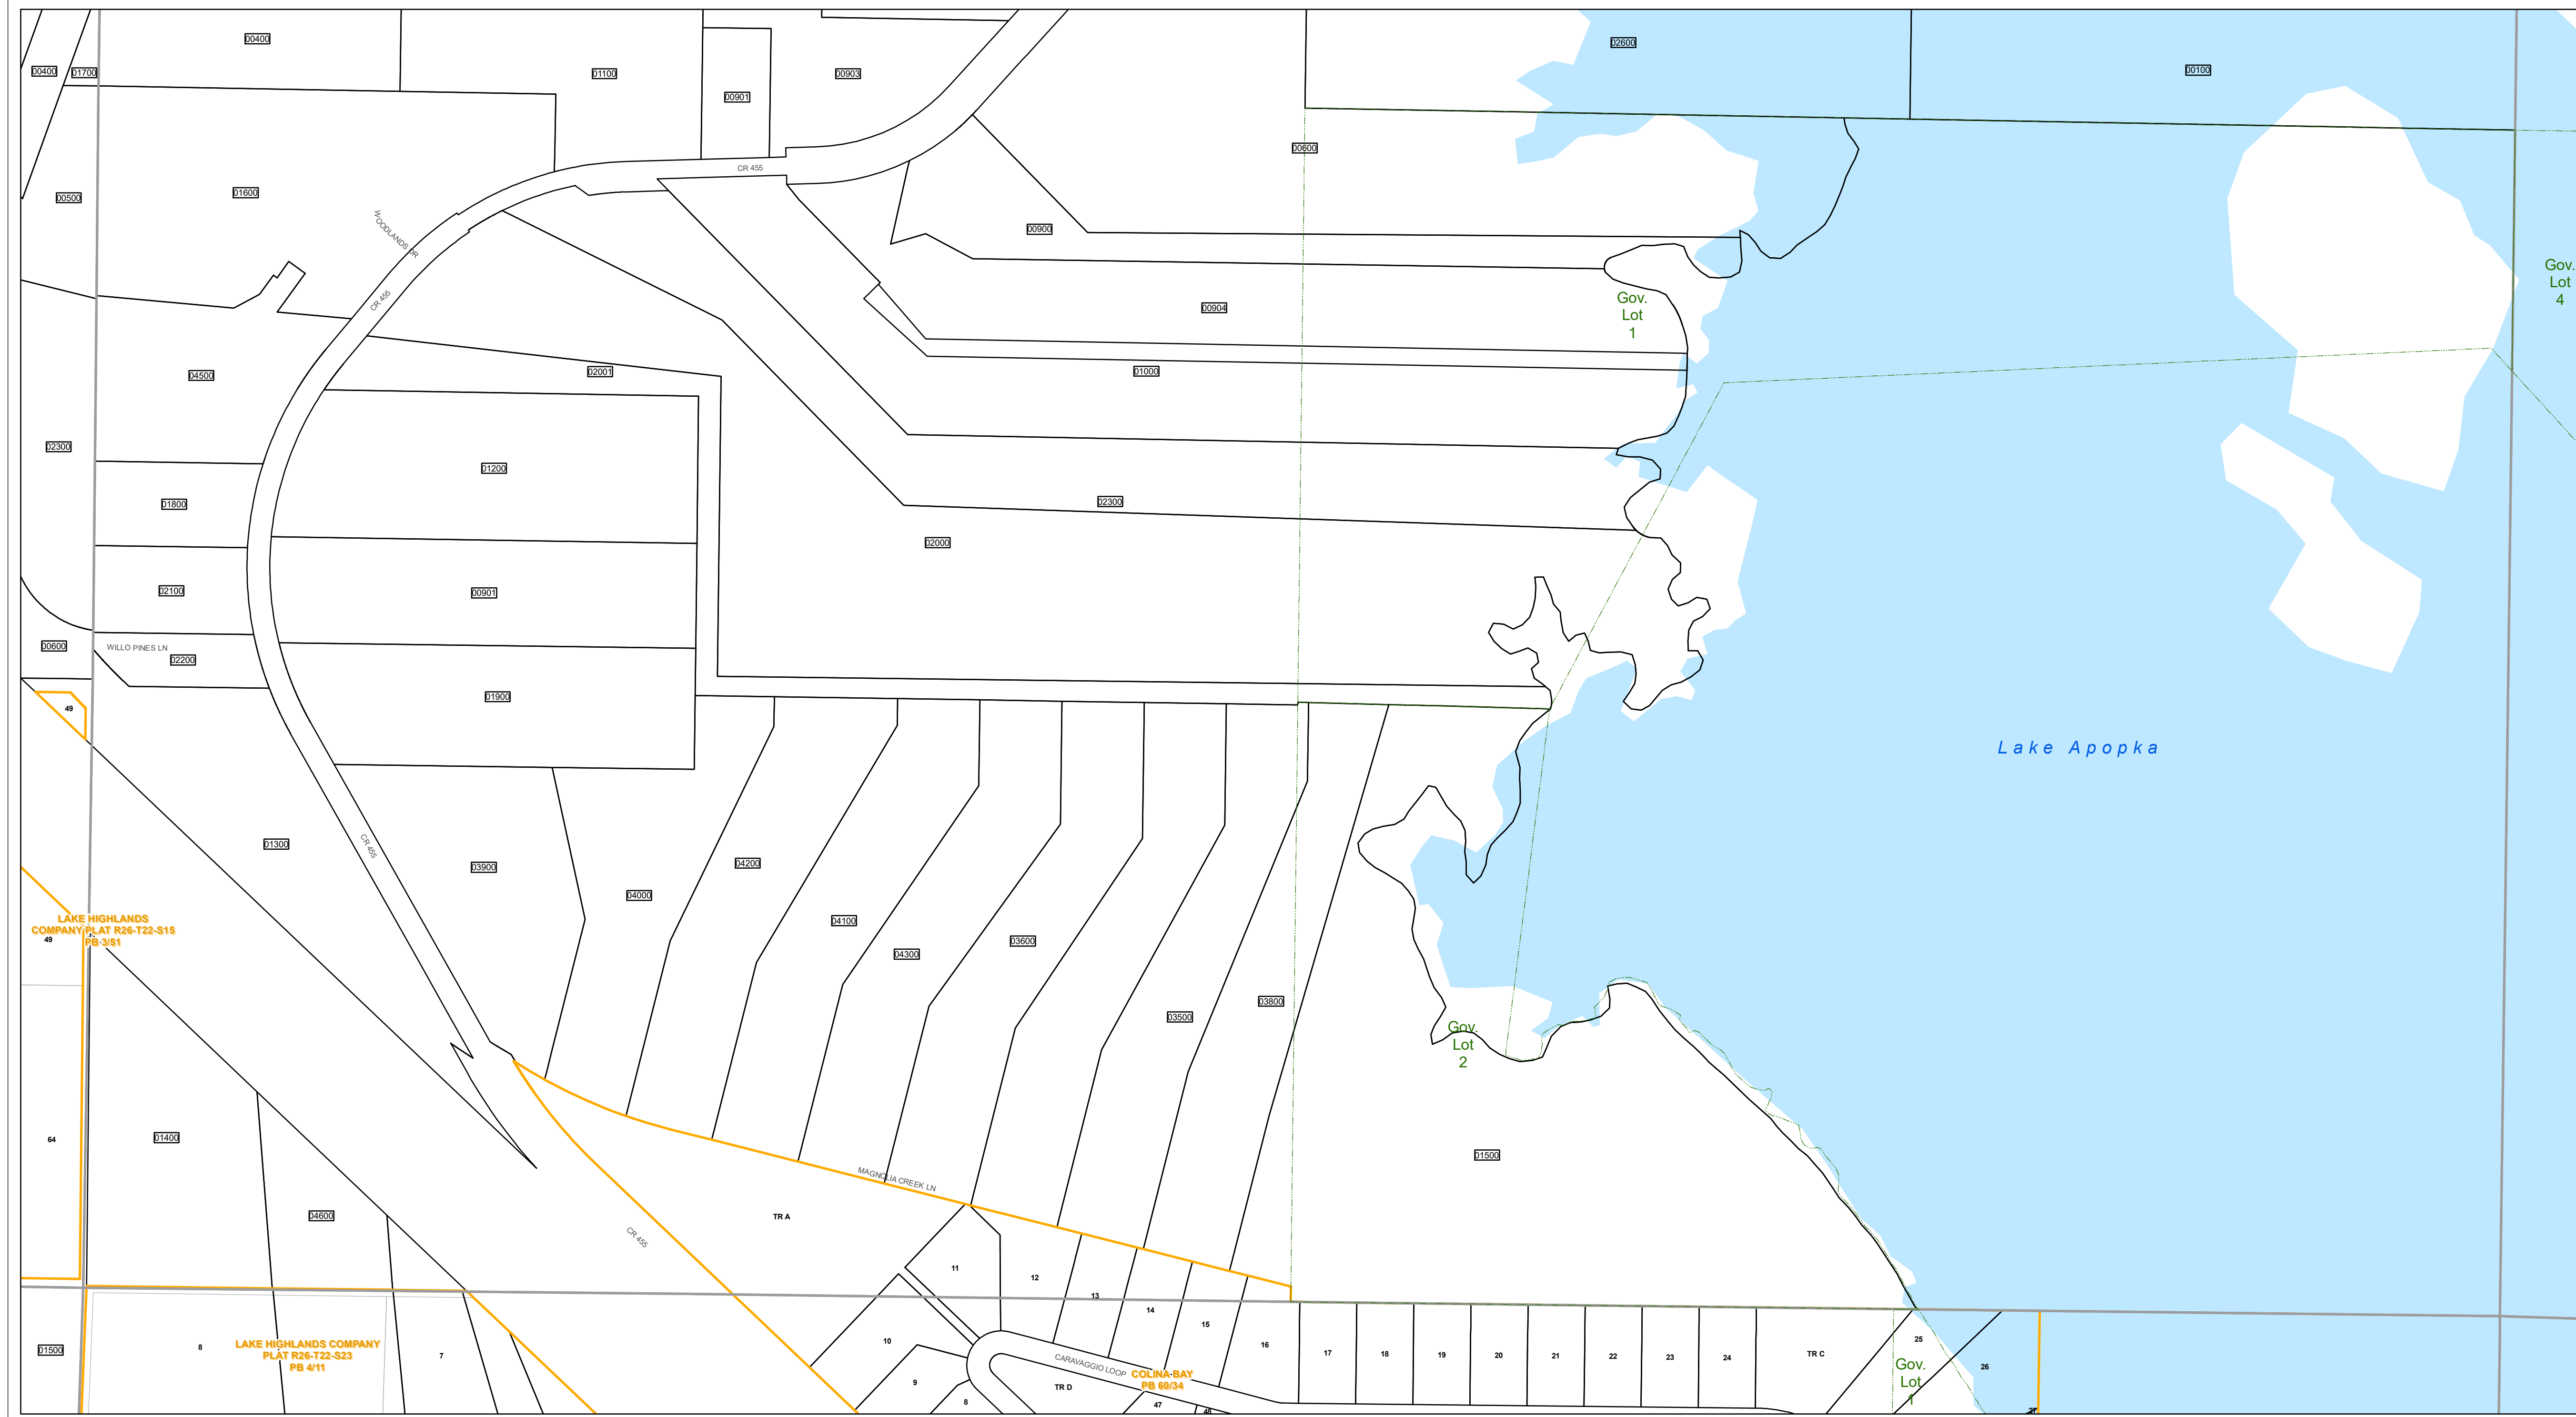 00400
02600
00400
01700
01100
00903
00100
00901
00600
CR 455
00500
01600
WOODLANDS DR
00900
Gov.
Lot
4
CR 455
00904
Gov.
Lot
1
04500
02001
01000
02300
01200
01800
02300
02000
02100
00901
00600
WILLO PINES LN
02200
01900
49
Lake Apopka
01300
CR 455
03900
04200
04000
LAKE HIGHLANDS
COMPANY PLAT R26-T22-S15
PB 3/51
49
04100
04300
03600
03500
03800
Gov.
Lot
2
64
01400
01500
MAGNOLIA CREEK LN
04600
TR A
CR 455
11
12
13
14
15
16
10
9
8
CARAVAGGIO LOOP
COLINA BAY
PB 60/34
TR D
47
48
17
18
19
20
21
22
23
24
TR C
25
26
27
Gov.
Lot
1
01500
8
LAKE HIGHLANDS COMPANY
PLAT R26-T22-S23
PB 4/11
7